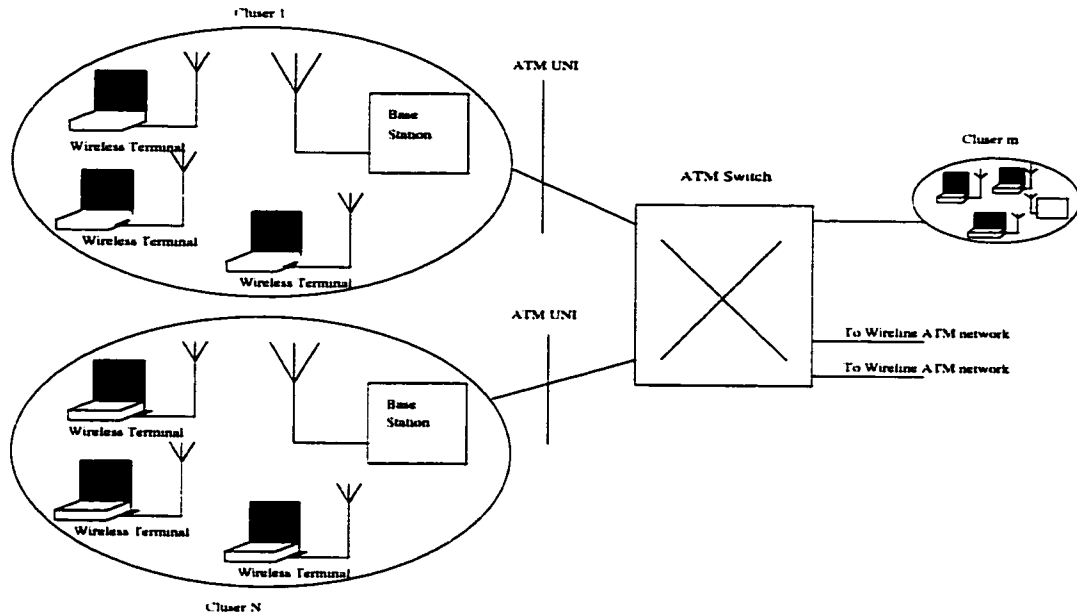 Cluser 1
ATM UNI
Base
Station
Wireless Terminal
Wireless Terminal
Wireless Terminal
ATM Switch
Cluser m
ATM UNI
To Wireline ATM network
To Wireline ATM network
Base
Station
Wireless Terminal
Wireless Terminal
Wireless Terminal
Cluser N